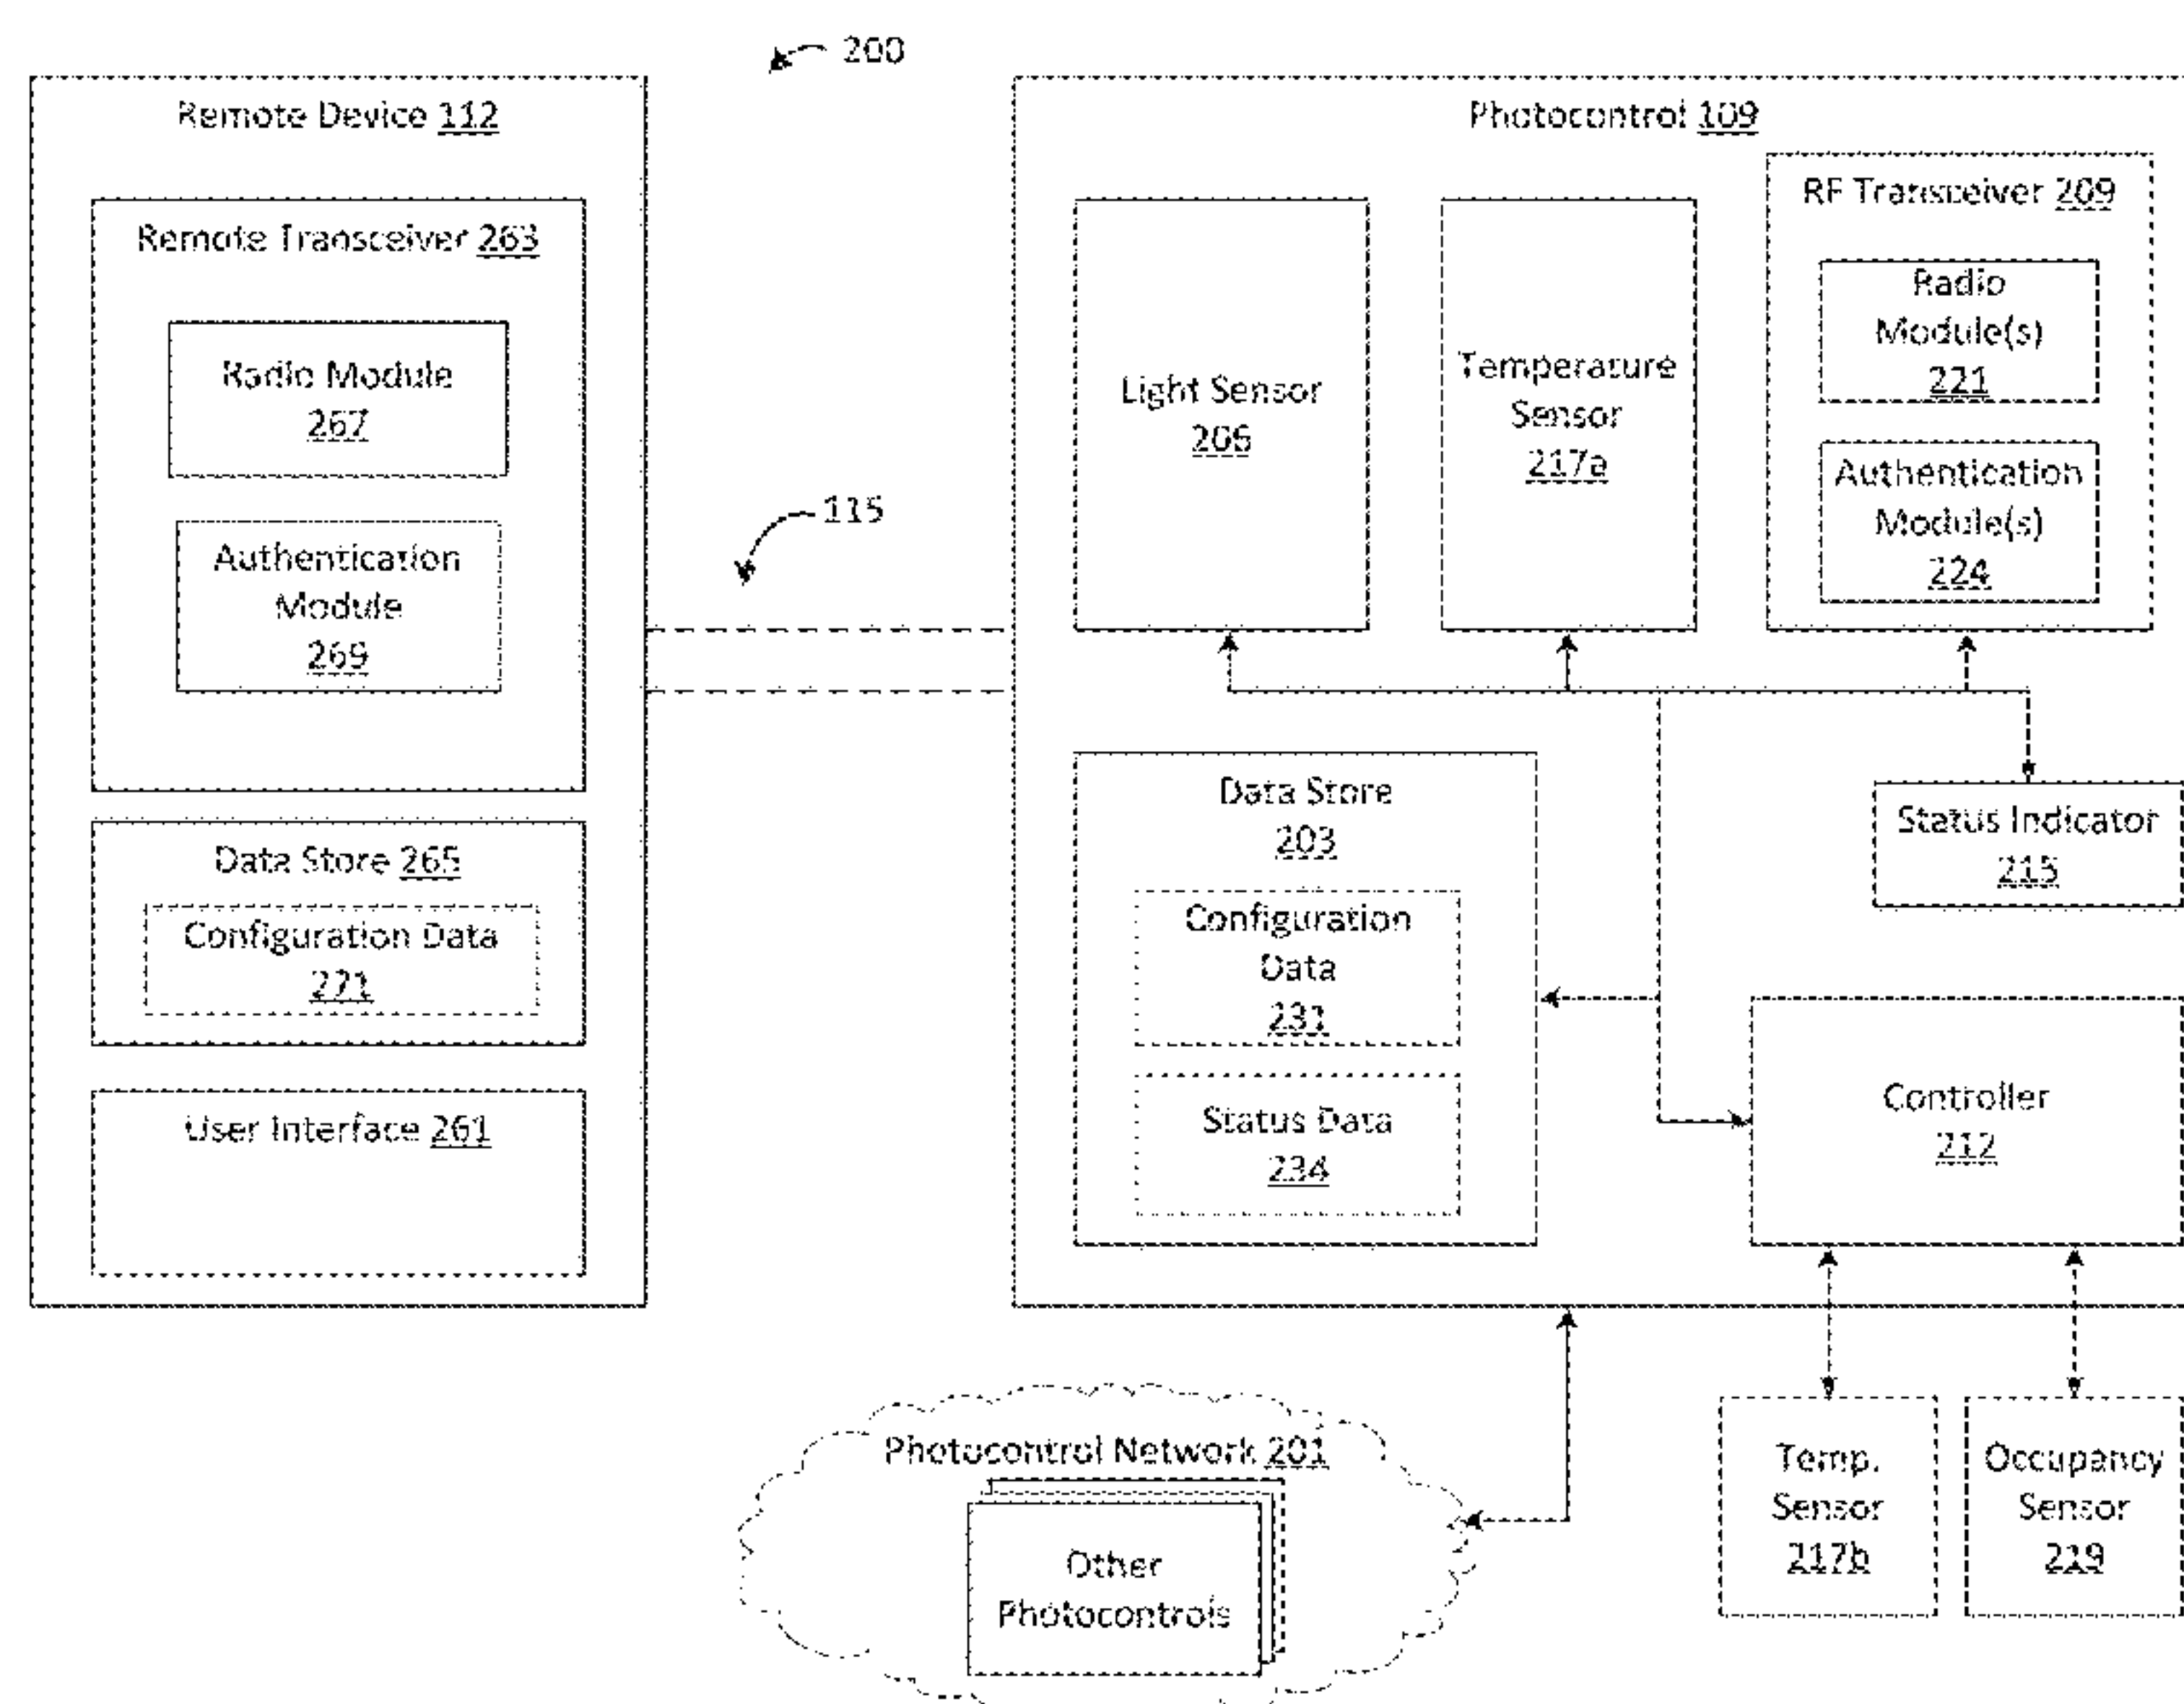 200
Remote Device 112
Remote Transceiver 263
Radio Module
267
Authentication
Module
269
Data Store 265
Configuration Data
271
User Interface 261
115
Photocontrol 109
Light Sensor
206
Temperature
Sensor
217a
RF Transceiver 209
Radio
Module(s)
221
Authentication
Module(s)
224
Data Store
203
Configuration
Data
231
Status Data
234
Status Indicator
215
Controller
212
Photocontrol Network 201
Other
Photocontrols
Temp.
Sensor
217b
Occupancy
Sensor
219